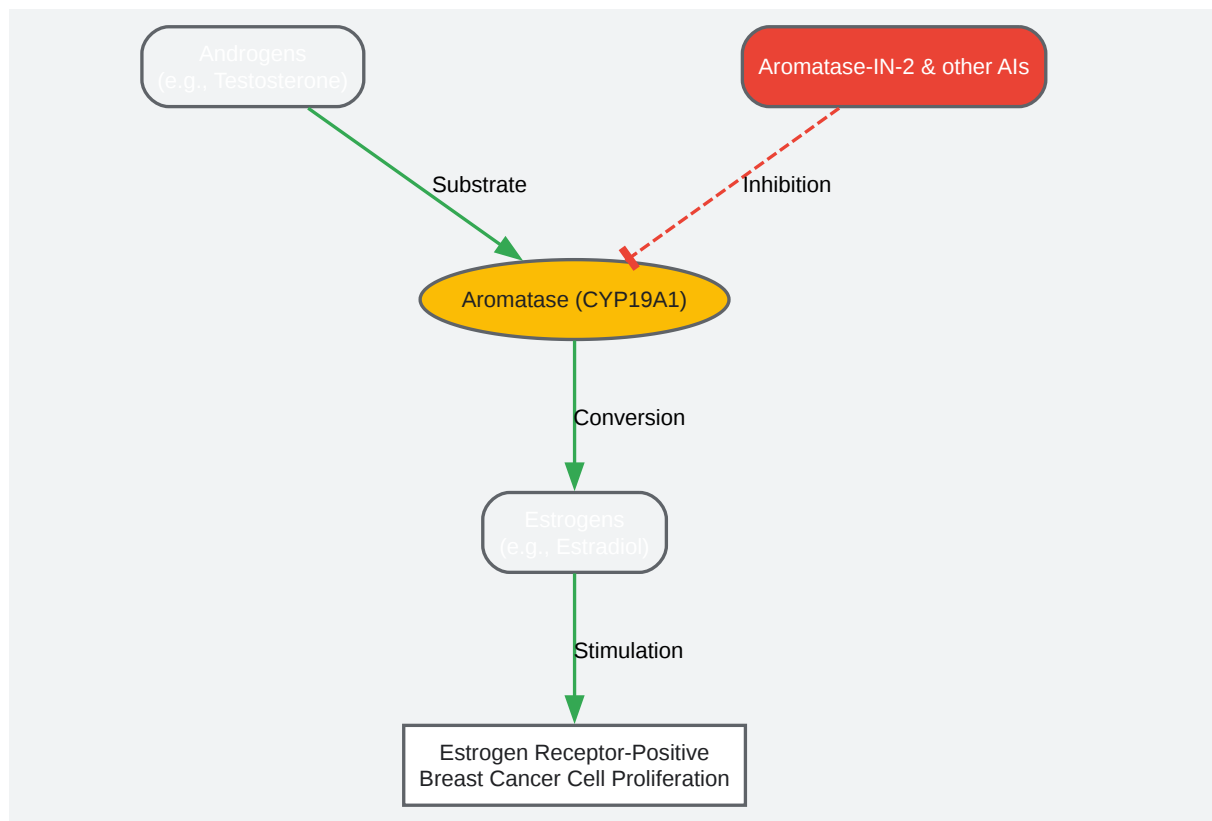 Androgens
(e.g., Testosterone)
Aromatase-IN-2 & other AIs
Substrate
Inhibition
Aromatase (CYP19A1)
Conversion
Estrogens
(e.g., Estradiol)
Stimulation
Estrogen Receptor-Positive
Breast Cancer Cell Proliferation